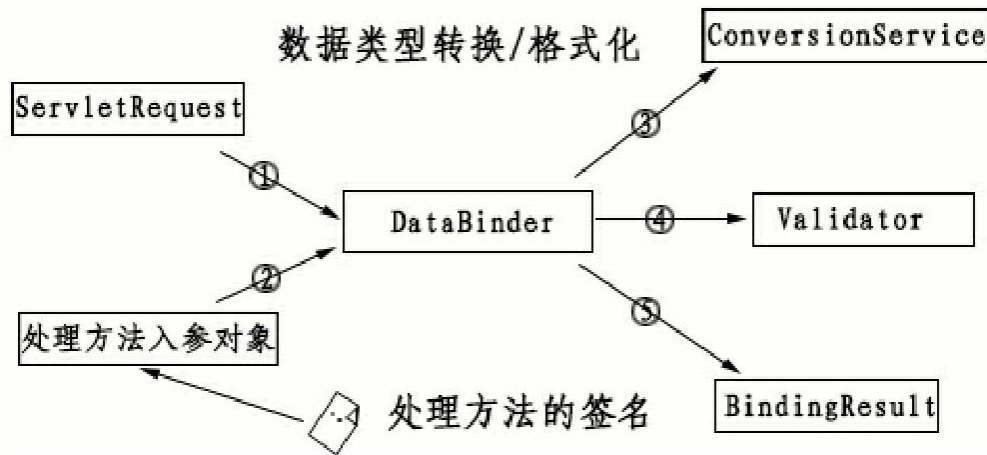 数据类型转换/格式化
ConversionService
ServletRequest
①
③
DataBinder
④
Validator
②
处理方法入参对象
⑤
处理方法的签名
BindingResult